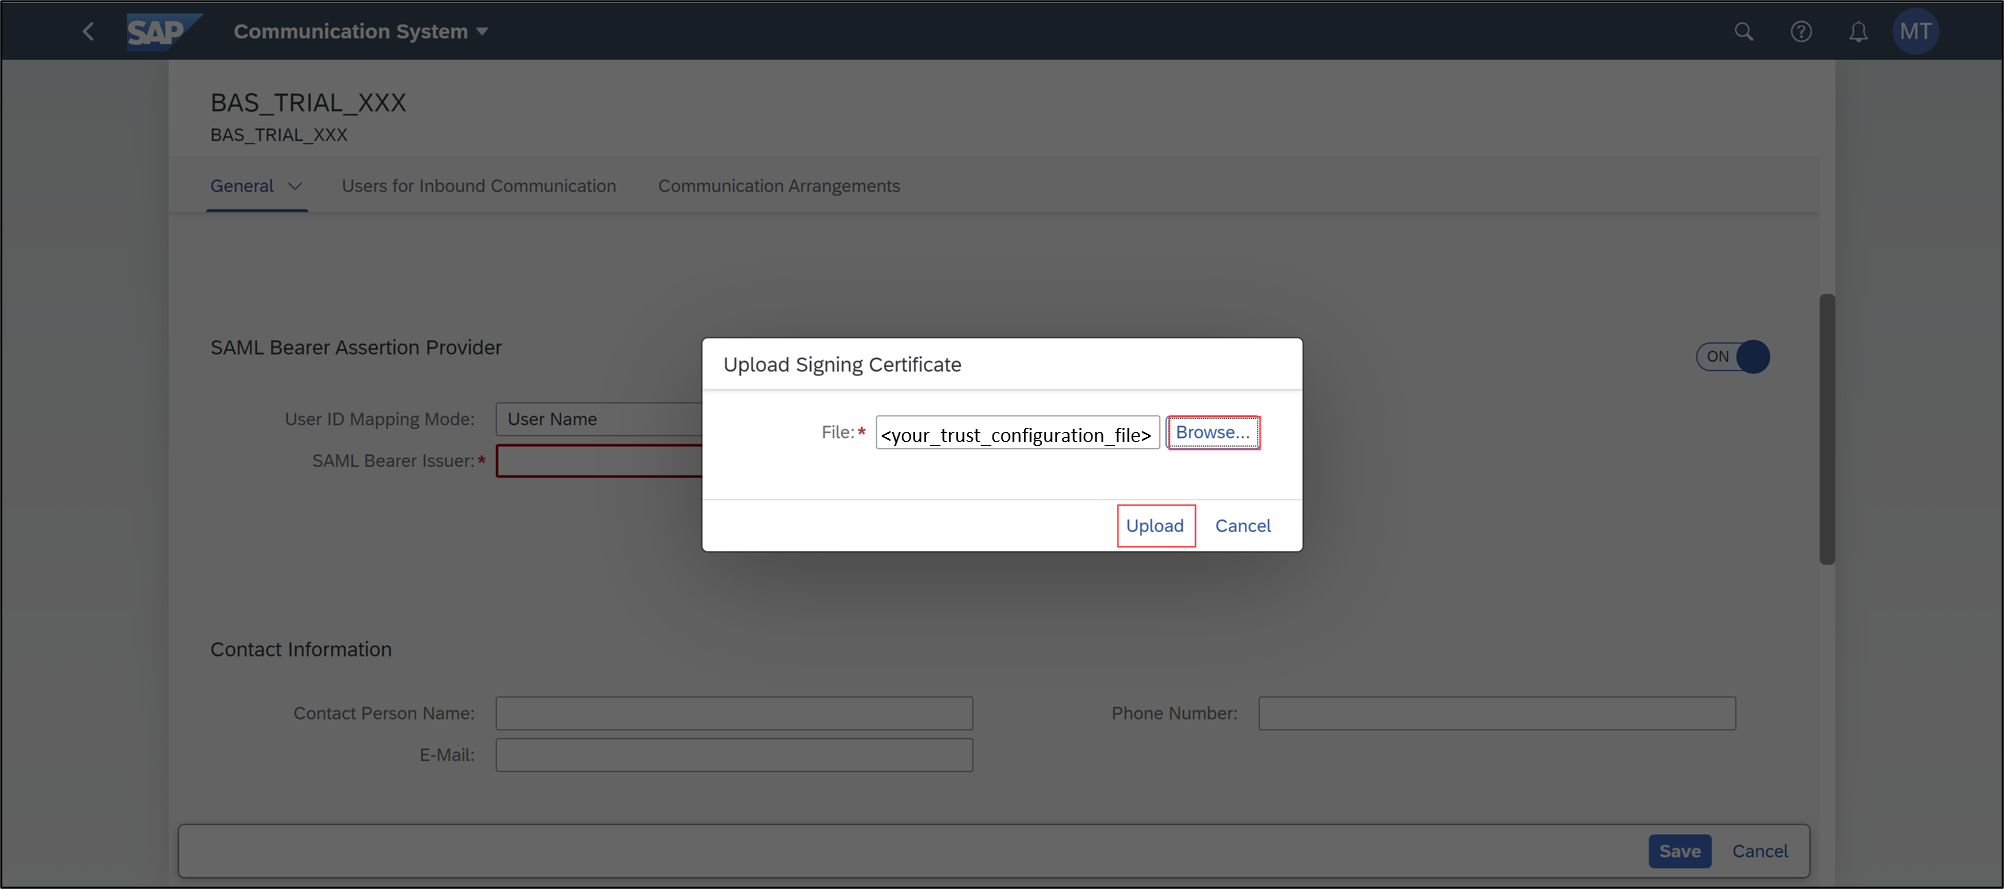 SAP Communication System
MT
BAS_TRIAL_XXX
BAS_TRIAL_XXX
General Users for Inbound Communication Communication Arrangements
SAML Bearer Assertion Provider
ON
User ID Mapping Mode: User Name
SAML Bearer Issuer:*
Upload Signing Certificate
File:* <your_trust_configuration_file> Browse...
Upload Cancel
Contact Information
Contact Person Name:
Phone Number:
E-Mail:
Save Cancel